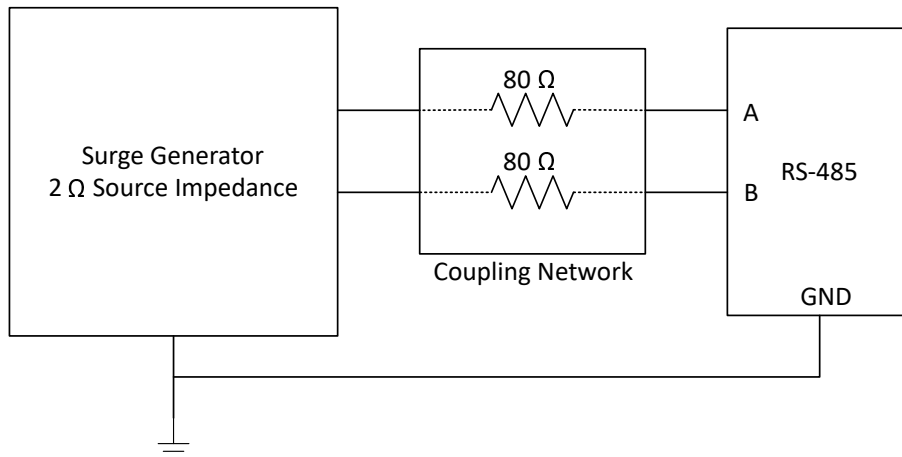 80 Ω
A
Surge Generator
2 Ω Source Impedance
80 Ω
RS-485
B
Coupling Network
GND